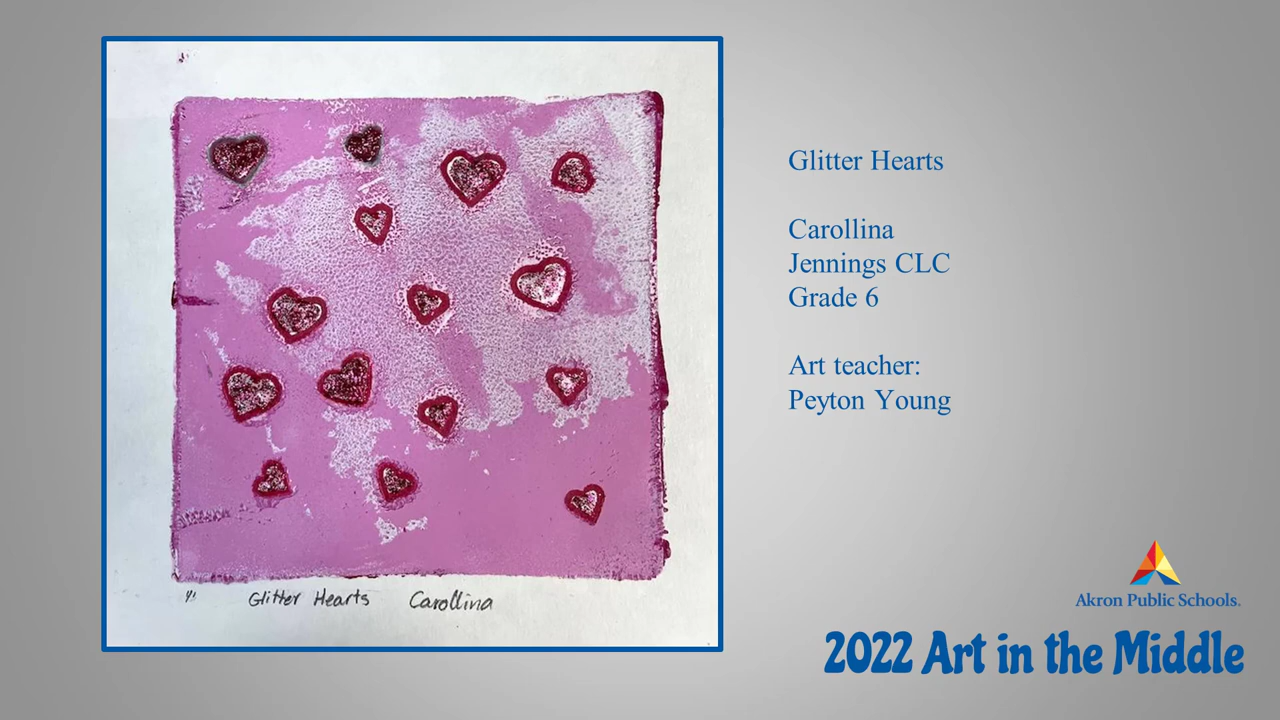 Glitter Hearts
Carollina
Jennings CLC
Grade 6
Art teacher:
Peyton Young
Glitter Hearts Carollina
Akron Public Schools.
2022 Art in the Middle